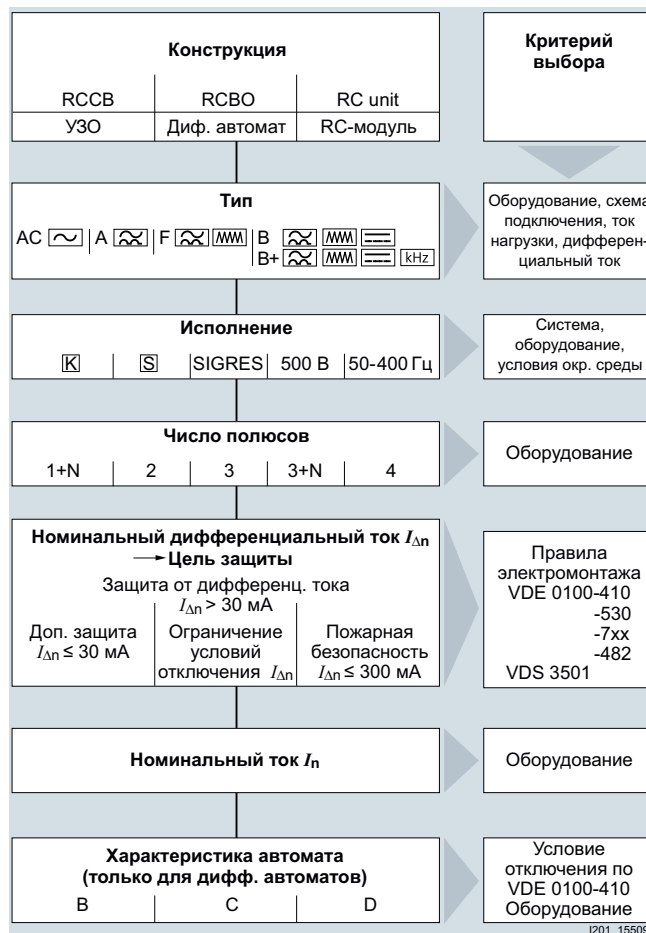 Конструкция
RCCB RCBO RC unit
УЗО Диф. автомат RC-модуль
Критерий
выбора
Тип
AC A F B
B+ kHz
Оборудование, схема
подключения, ток
нагрузки, дифферен-
циальный ток
Исполнение
K S SIGRES 500 В 50-400 Гц
Система,
оборудование,
условия окр. среды
Число полюсов
1+N 2 3 3+N 4
Оборудование
Номинальный дифференциальный ток IΔn
→ Цель защиты
Защита от дифференц. тока
IΔn > 30 мА
Доп. защита
IΔn ≤ 30 мА
Ограничение
условий
отключения IΔn
Пожарная
безопасность
IΔn ≤ 300 мА
Правила
электромонтажа
VDE 0100-410
-530
-7xx
-482
VDS 3501
Номинальный ток In
Оборудование
Характеристика автомата
(только для дифф. автоматов)
B C D
Условие
отключения по
VDE 0100-410
Оборудование
I201_15509